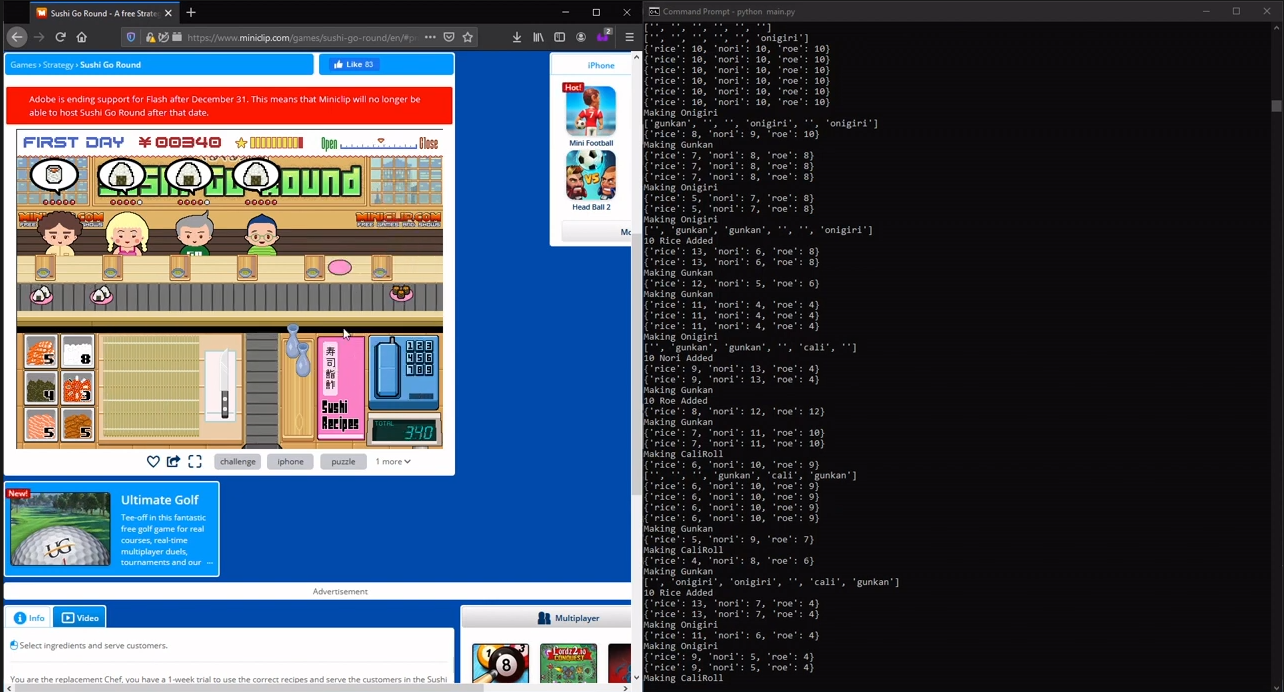 Sushi Go Round - A free Strate
https://www.miniclip.com/games/sushi-go-round/en/#p
2
Games › Strategy › Sushi Go Round
Like 83
Adobe is ending support for Flash after December 31. This means that Miniclip will no longer be
able to host Sushi Go Round after that date.
FIRST DAY ¥ 00340 Open Close
Sushi Go Round
MINICLIP.COM MINICLIP.COM
FREE GAMES AND SHOWS FREE GAMES AND SHOWS
5 8
4 3
5 5
寿司
Sushi
Recipes
TOTAL
340
challenge iphone puzzle 1 more
iPhone
Hot!
Mini Football
VS
Head Ball 2
Mo
New!
Ultimate Golf
Tee-off in this fantastic
free golf game for real
courses, real-time
multiplayer duels,
tournaments and our ...
UG
Advertisement
Info Video
Select ingredients and serve customers.
You are the replacement Chef, you have a 1-week trial to use the correct recipes and serve the customers in the Sushi
Multiplayer
8
Command Prompt - python main.py
['', '', '', '', '', '']
['', '', '', '', '', 'onigiri']
{'rice': 10, 'nori': 10, 'roe': 10}
{'rice': 10, 'nori': 10, 'roe': 10}
{'rice': 10, 'nori': 10, 'roe': 10}
{'rice': 10, 'nori': 10, 'roe': 10}
{'rice': 10, 'nori': 10, 'roe': 10}
{'rice': 10, 'nori': 10, 'roe': 10}
Making Onigiri
['gunkan', '', '', 'onigiri', '', 'onigiri']
{'rice': 8, 'nori': 9, 'roe': 10}
Making Gunkan
{'rice': 7, 'nori': 8, 'roe': 8}
{'rice': 7, 'nori': 8, 'roe': 8}
{'rice': 7, 'nori': 8, 'roe': 8}
Making Onigiri
{'rice': 5, 'nori': 7, 'roe': 8}
{'rice': 5, 'nori': 7, 'roe': 8}
Making Onigiri
['', 'gunkan', 'gunkan', '', '', 'onigiri']
10 Rice Added
{'rice': 13, 'nori': 6, 'roe': 8}
{'rice': 13, 'nori': 6, 'roe': 8}
Making Gunkan
{'rice': 12, 'nori': 5, 'roe': 6}
Making Gunkan
{'rice': 11, 'nori': 4, 'roe': 4}
{'rice': 11, 'nori': 4, 'roe': 4}
{'rice': 11, 'nori': 4, 'roe': 4}
Making Onigiri
['', 'gunkan', 'gunkan', '', 'cali', '']
10 Nori Added
{'rice': 9, 'nori': 13, 'roe': 4}
{'rice': 9, 'nori': 13, 'roe': 4}
Making Gunkan
10 Roe Added
{'rice': 8, 'nori': 12, 'roe': 12}
Making Gunkan
{'rice': 7, 'nori': 11, 'roe': 10}
{'rice': 7, 'nori': 11, 'roe': 10}
Making CaliRoll
{'rice': 6, 'nori': 10, 'roe': 9}
['', '', '', 'gunkan', 'cali', 'gunkan']
{'rice': 6, 'nori': 10, 'roe': 9}
{'rice': 6, 'nori': 10, 'roe': 9}
{'rice': 6, 'nori': 10, 'roe': 9}
{'rice': 6, 'nori': 10, 'roe': 9}
Making Gunkan
{'rice': 5, 'nori': 9, 'roe': 7}
Making CaliRoll
{'rice': 4, 'nori': 8, 'roe': 6}
Making Gunkan
['', 'onigiri', 'onigiri', '', 'cali', 'gunkan']
10 Rice Added
{'rice': 13, 'nori': 7, 'roe': 4}
{'rice': 13, 'nori': 7, 'roe': 4}
Making Onigiri
{'rice': 11, 'nori': 6, 'roe': 4}
Making Onigiri
{'rice': 9, 'nori': 5, 'roe': 4}
{'rice': 9, 'nori': 5, 'roe': 4}
Making CaliRoll